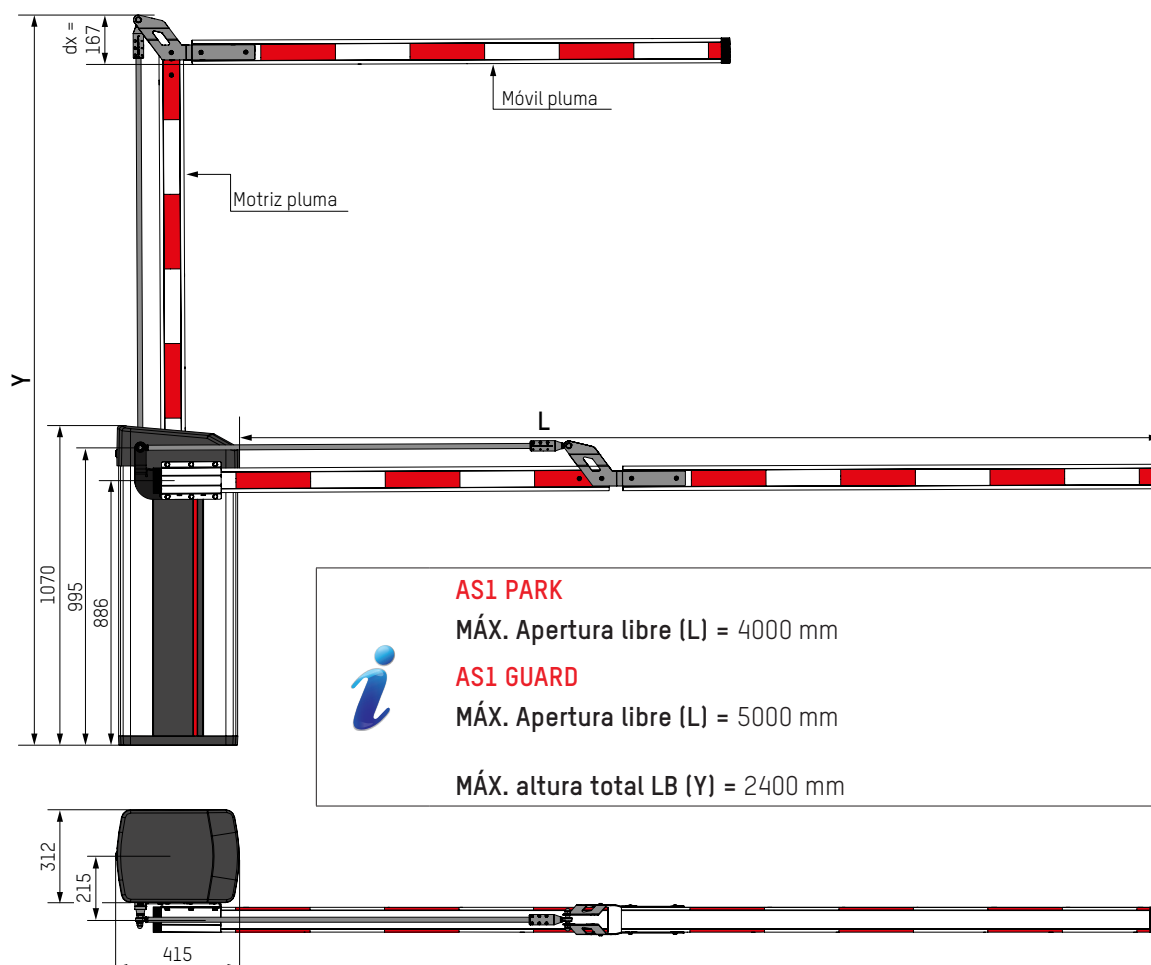 dx =
167
Móvil pluma
Motriz pluma
Y
L
1070
995
886
AS1 PARK
MÁX. Apertura libre (L) = 4000 mm
AS1 GUARD
MÁX. Apertura libre (L) = 5000 mm
MÁX. altura total LB (Y) = 2400 mm
i
312
215
415